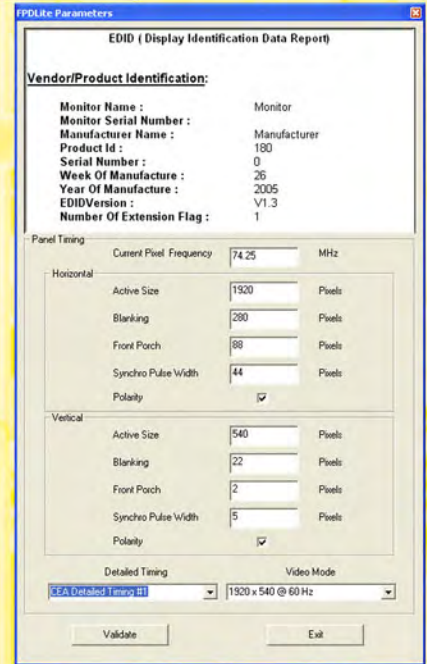 FPDLite Parameters
EDID ( Display Identification Data Report)
Vendor/Product Identification:
Monitor Name : Monitor
Monitor Serial Number :
Manufacturer Name : Manufacturer
Product Id : 180
Serial Number : 0
Week Of Manufacture : 26
Year Of Manufacture : 2005
EDIDVersion : V1.3
Number Of Extension Flag : 1
Panel Timing
Current Pixel Frequency 74.25 MHz
Horizontal
Active Size 1920 Pixels
Blanking 280 Pixels
Front Porch 88 Pixels
Synchro Pulse Width 44 Pixels
Polarity
Vertical
Active Size 540 Pixels
Blanking 22 Pixels
Front Porch 2 Pixels
Synchro Pulse Width 5 Pixels
Polarity
Detailed Timing Video Mode
CEA Detailed Timing #1 1920 x 540 @ 60 Hz
Validate Exit